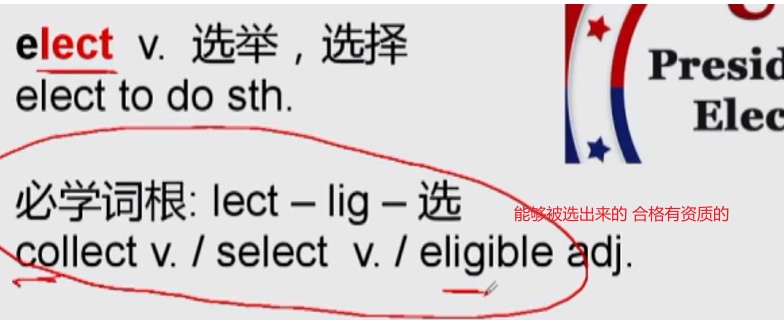 elect v. 选举，选择
elect to do sth.
Presid
Elec
必学词根: lect – lig – 选
能够被选出来的 合格有资质的
collect v. / select v. / eligible adj.